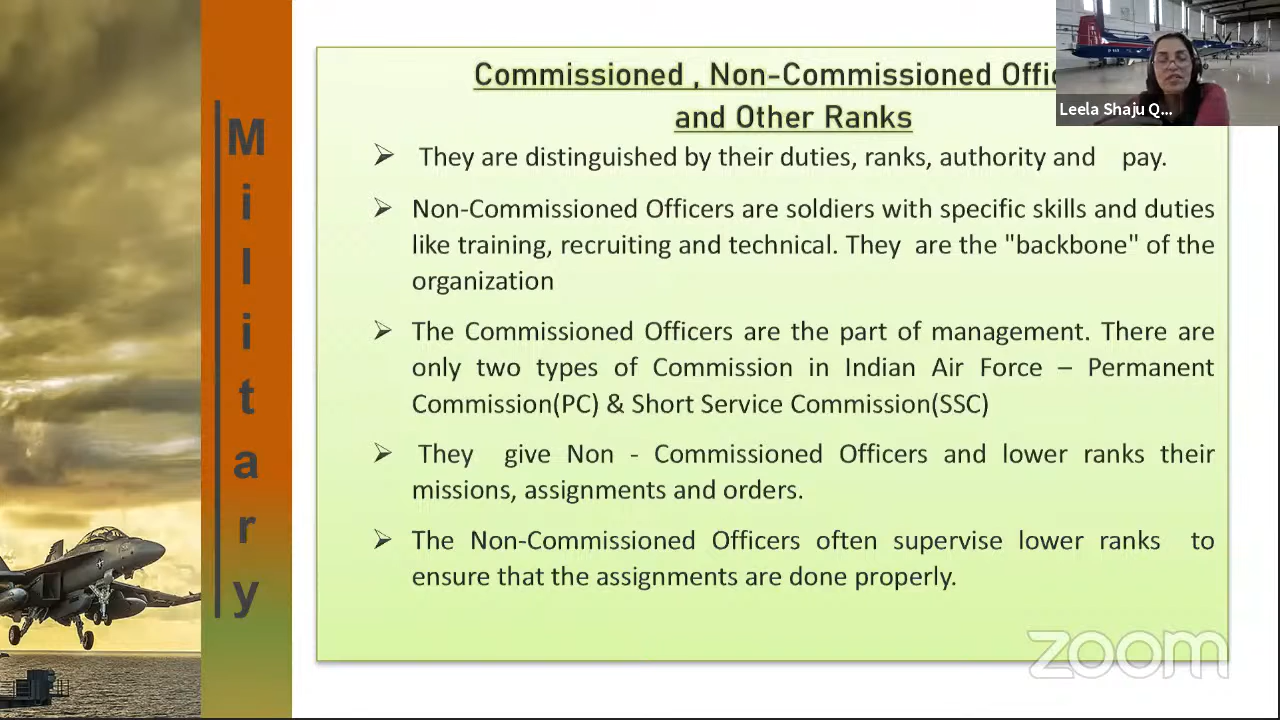 Military
Commissioned , Non-Commissioned Offic
and Other Ranks
Leela Shaju Q...
➢ They are distinguished by their duties, ranks, authority and pay.
➢ Non-Commissioned Officers are soldiers with specific skills and duties
like training, recruiting and technical. They are the "backbone" of the
organization
➢ The Commissioned Officers are the part of management. There are
only two types of Commission in Indian Air Force – Permanent
Commission(PC) & Short Service Commission(SSC)
➢ They give Non - Commissioned Officers and lower ranks their
missions, assignments and orders.
➢ The Non-Commissioned Officers often supervise lower ranks to
ensure that the assignments are done properly.
zoom